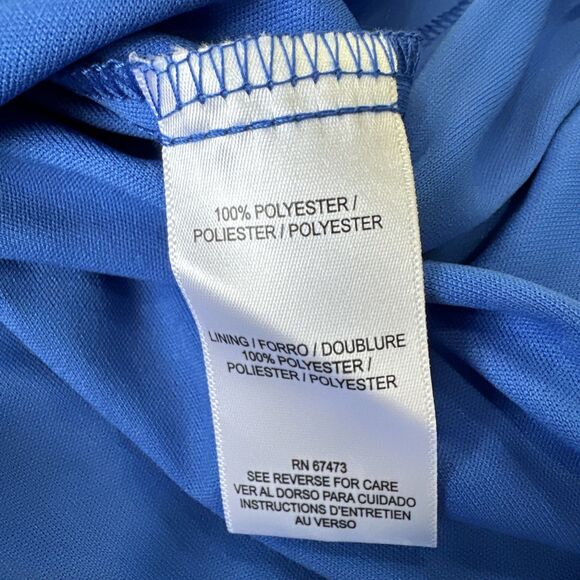 100% POLYESTER /
POLIESTER / POLYESTER
LINING / FORRO / DOUBLURE
100% POLYESTER /
POLIESTER / POLYESTER
RN 67473
SEE REVERSE FOR CARE
VER AL DORSO PARA CUIDADO
INSTRUCTIONS D'ENTRETIEN
AU VERSO